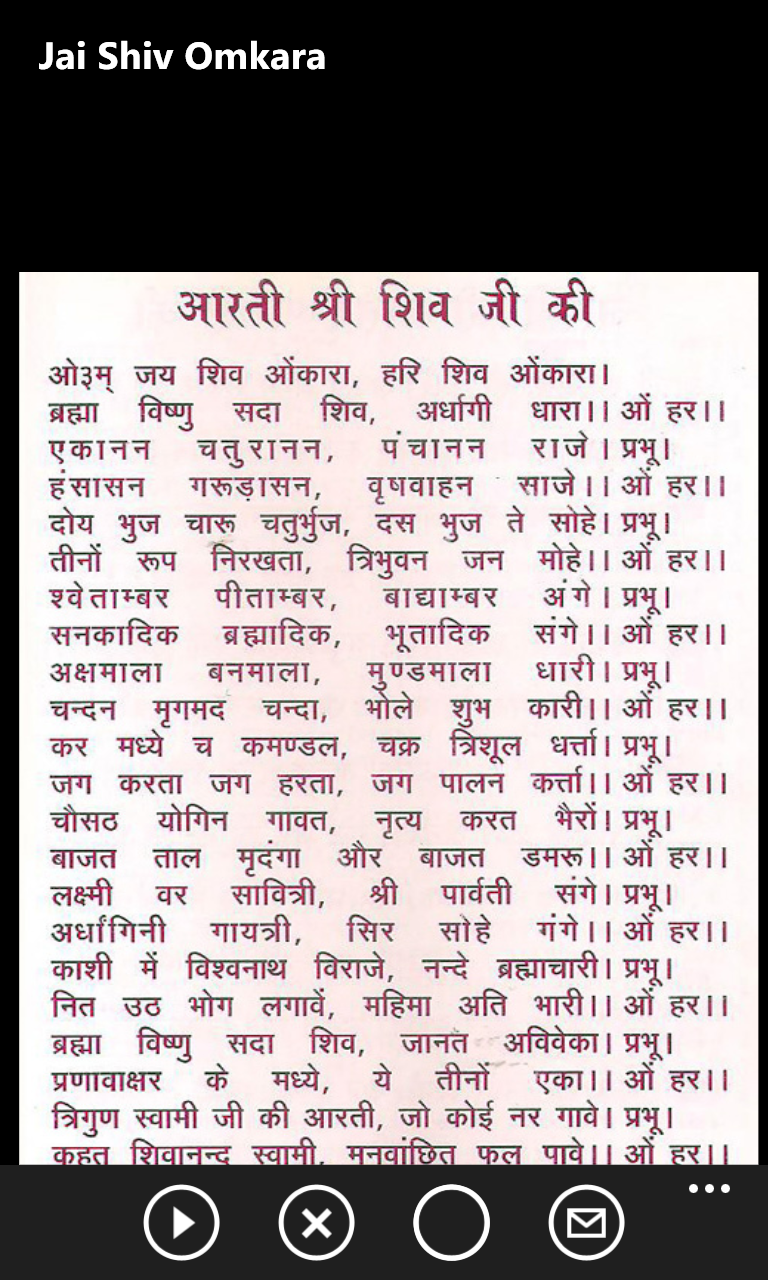 Jai Shiv Omkara
आरती श्री शिव जी की
ओ३म् जय शिव ओंकारा, हरि शिव ओंकारा।
ब्रह्मा विष्णु सदा शिव, अर्धागी धारा।। ओं हर।।
एकानन चतुरानन, पंचानन राजे। प्रभू।
हंसासन गरूड़ासन, वृषवाहन साजे।। ओं हर।।
दोय भुज चारू चतुर्भुज, दस भुज ते सोहे। प्रभू।
तीनों रूप निरखता, त्रिभुवन जन मोहे।। ओं हर।।
श्वेताम्बर पीताम्बर, बाद्याम्बर अंगे। प्रभू।
सनकादिक ब्रह्मादिक, भूतादिक संगे।। ओं हर।।
अक्षमाला बनमाला, मुण्डमाला धारी। प्रभू।
चन्दन मृगमद चन्दा, भोले शुभ कारी।। ओं हर।।
कर मध्ये च कमण्डल, चक्र त्रिशूल धर्त्ता। प्रभू।
जग करता जग हरता, जग पालन कर्त्ता।। ओं हर।।
चौसठ योगिन गावत, नृत्य करत भैरों। प्रभू।
बाजत ताल मृदंगा और बाजत डमरू।। ओं हर।।
लक्ष्मी वर सावित्री, श्री पार्वती संगे। प्रभू।
अर्धांगिनी गायत्री, सिर सोहे गंगे।। ओं हर।।
काशी में विश्वनाथ विराजे, नन्दे ब्रह्माचारी। प्रभू।
नित उठ भोग लगावें, महिमा अति भारी।। ओं हर।।
ब्रह्मा विष्णु सदा शिव, जानत अविवेका। प्रभू।
प्रणावाक्षर के मध्ये, ये तीनों एका।। ओं हर।।
त्रिगुण स्वामी जी की आरती, जो कोई नर गावे। प्रभू।
कहत शिवानन्द स्वामी, मनवांछित फल पावे।। ओं हर।।